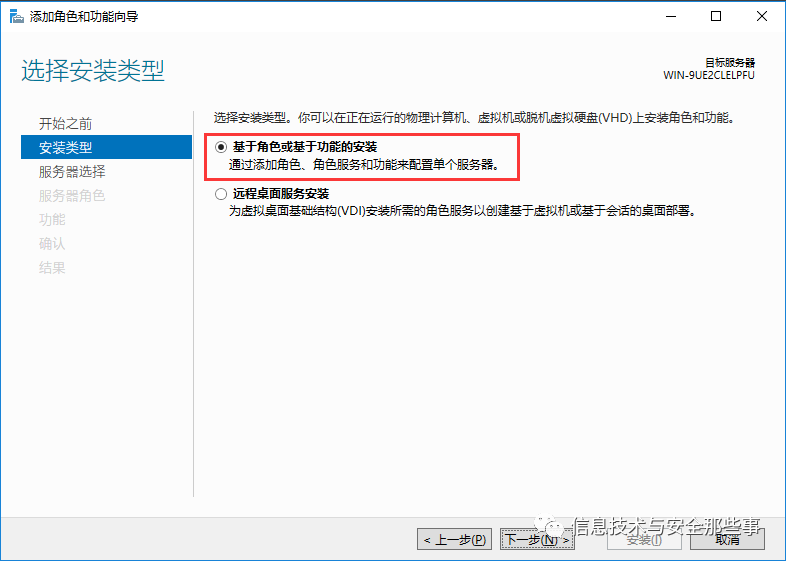 添加角色和功能向导
选择安装类型
目标服务器
WIN-9UE2CLELPFU
开始之前
安装类型
服务器选择
服务器角色
功能
确认
结果
选择安装类型。你可以在正在运行的物理计算机、虚拟机或脱机虚拟硬盘(VHD)上安装角色和功能。
基于角色或基于功能的安装
通过添加角色、角色服务和功能来配置单个服务器。
远程桌面服务安装
为虚拟桌面基础结构(VDI)安装所需的角色服务以创建基于虚拟机或基于会话的桌面部署。
信息技术与安全那些事
< 上一步(P)
下一步(N) >
安装(I)
取消